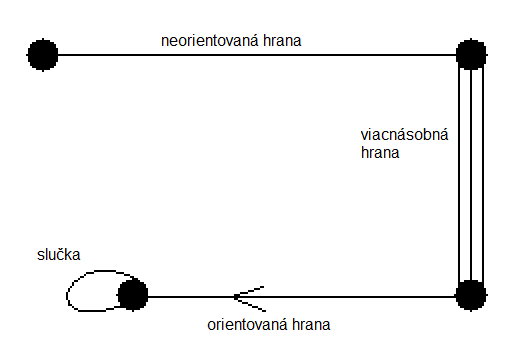 neorientovaná hrana
viacnásobná
hrana
slučka
orientovaná hrana